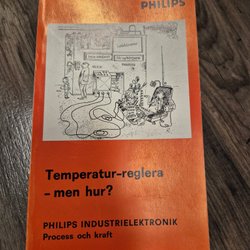 PHILIPS
Temperatur-reglera
– men hur?
PHILIPS INDUSTRIELEKTRONIK
Process och kraft